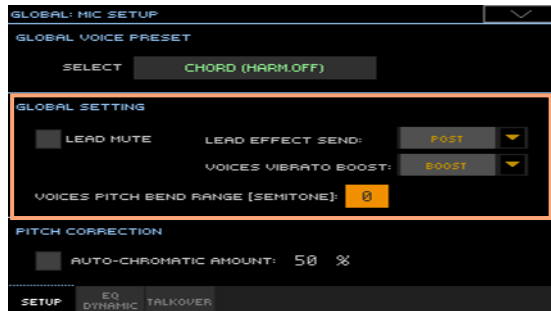 GLOBAL: MIC SETUP
GLOBAL VOICE PRESET
SELECT CHORD (HARM.OFF)
GLOBAL SETTING
LEAD MUTE LEAD EFFECT SEND: POST
VOICES VIBRATO BOOST: BOOST
VOICES PITCH BEND RANGE [SEMITONE]: 0
PITCH CORRECTION
AUTO-CHROMATIC AMOUNT: 50 %
SETUP EQ DYNAMIC TALKOVER